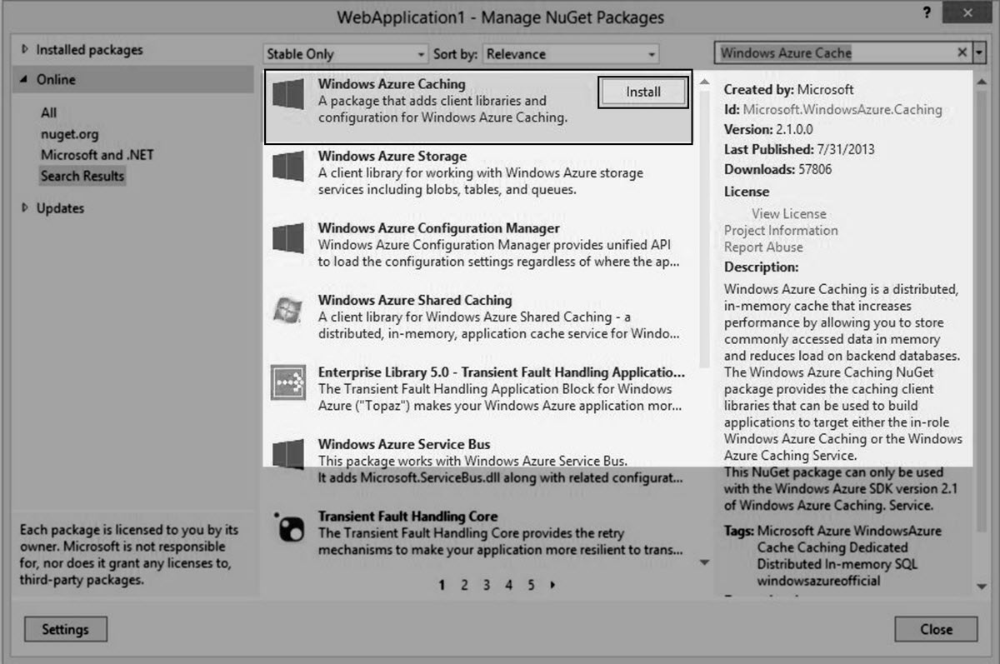 WebApplication1 - Manage NuGet Packages
?
Installed packages
Online
All
nuget.org
Microsoft and .NET
Search Results
Updates
Each package is licensed to you by its
owner. Microsoft is not responsible
for, nor does it grant any licenses to,
third-party packages.
Settings
Stable Only
Sort by: Relevance
Windows Azure Caching
A package that adds client libraries and
configuration for Windows Azure Caching.
Install
Windows Azure Storage
A client library for working with Windows Azure storage
services including blobs, tables, and queues.
Windows Azure Configuration Manager
Windows Azure Configuration Manager provides unified API
to load the configuration settings regardless of where the ap...
Windows Azure Shared Caching
A client library for Windows Azure Shared Caching - a
distributed, in-memory, application cache service for Windo...
Enterprise Library 5.0 - Transient Fault Handling Applicatio...
The Transient Fault Handling Application Block for Windows
Azure ("Topaz") makes your Windows Azure application mor...
Windows Azure Service Bus
This package works with Windows Azure Service Bus.
It adds Microsoft.ServiceBus.dll along with related configurat...
Transient Fault Handling Core
The Transient Fault Handling Core provides the retry
mechanisms to make your application more resilient to trans...
1 2 3 4 5
Windows Azure Cache
Created by: Microsoft
Id: Microsoft.WindowsAzure.Caching
Version: 2.1.0.0
Last Published: 7/31/2013
Downloads: 57806
License
View License
Project Information
Report Abuse
Description:
Windows Azure Caching is a distributed,
in-memory cache that increases
performance by allowing you to store
commonly accessed data in memory
and reduces load on backend databases.
The Windows Azure Caching NuGet
package provides the caching client
libraries that can be used to build
applications to target either the in-role
Windows Azure Caching or the Windows
Azure Caching Service.
This NuGet package can only be used
with the Windows Azure SDK version 2.1
of Windows Azure Caching. Service.
Tags: Microsoft Azure WindowsAzure
Cache Caching Dedicated
Distributed In-memory SQL
windowsazureofficial
Close